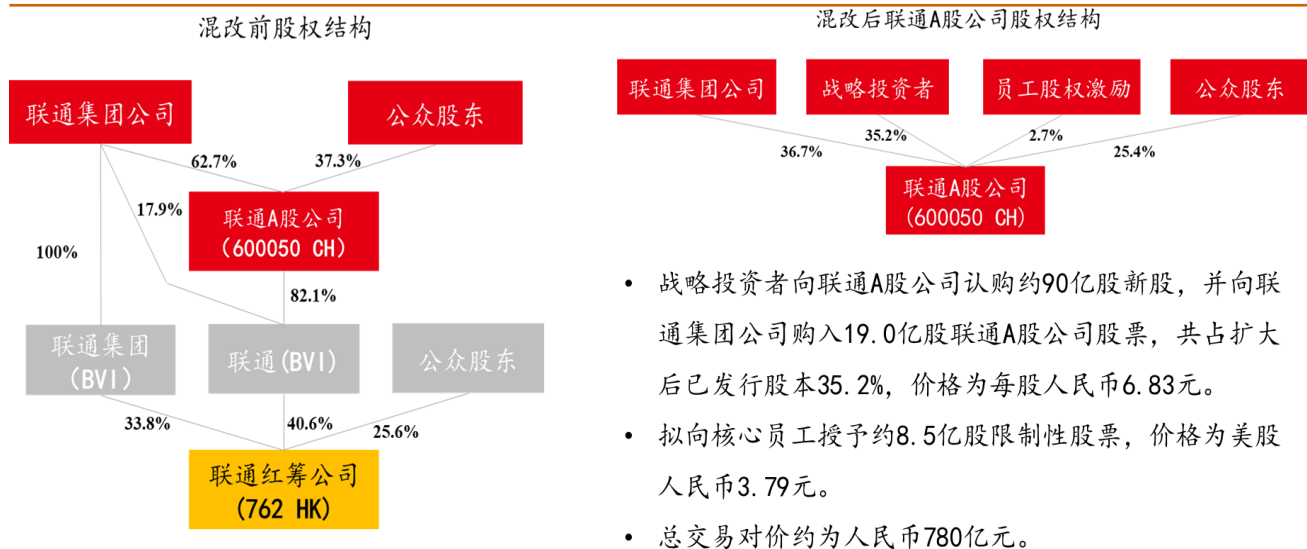 混改前股权结构
联通集团公司
公众股东
62.7%
37.3%
联通A股公司
(600050 CH)
17.9%
100%
82.1%
联通集团
(BVI)
联通(BVI)
公众股东
33.8%
40.6%
25.6%
联通红筹公司
(762 HK)
混改后联通A股公司股权结构
联通集团公司
战略投资者
员工股权激励
公众股东
36.7%
35.2%
2.7%
25.4%
联通A股公司
(600050 CH)
• 战略投资者向联通A股公司认购约90亿股新股，并向联
通集团公司购入19.0亿股联通A股公司股票，共占扩大
后已发行股本35.2%，价格为每股人民币6.83元。
• 拟向核心员工授予约8.5亿股限制性股票，价格为美股
人民币3.79元。
• 总交易对价约为人民币780亿元。